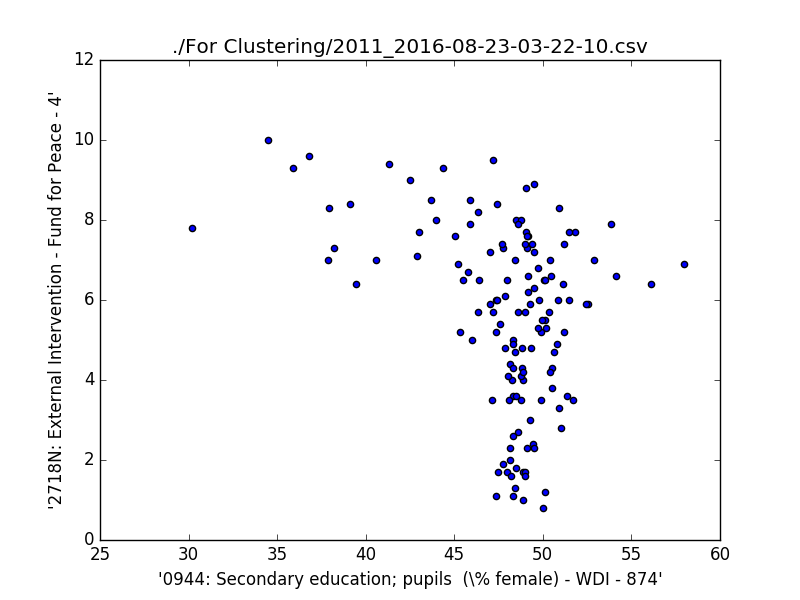 ./For Clustering/2011_2016-08-23-03-22-10.csv
'2718N: External Intervention - Fund for Peace - 4'
12
10
8
6
4
2
0
25 30 35 40 45 50 55 60
'0944: Secondary education; pupils  (\% female) - WDI - 874'